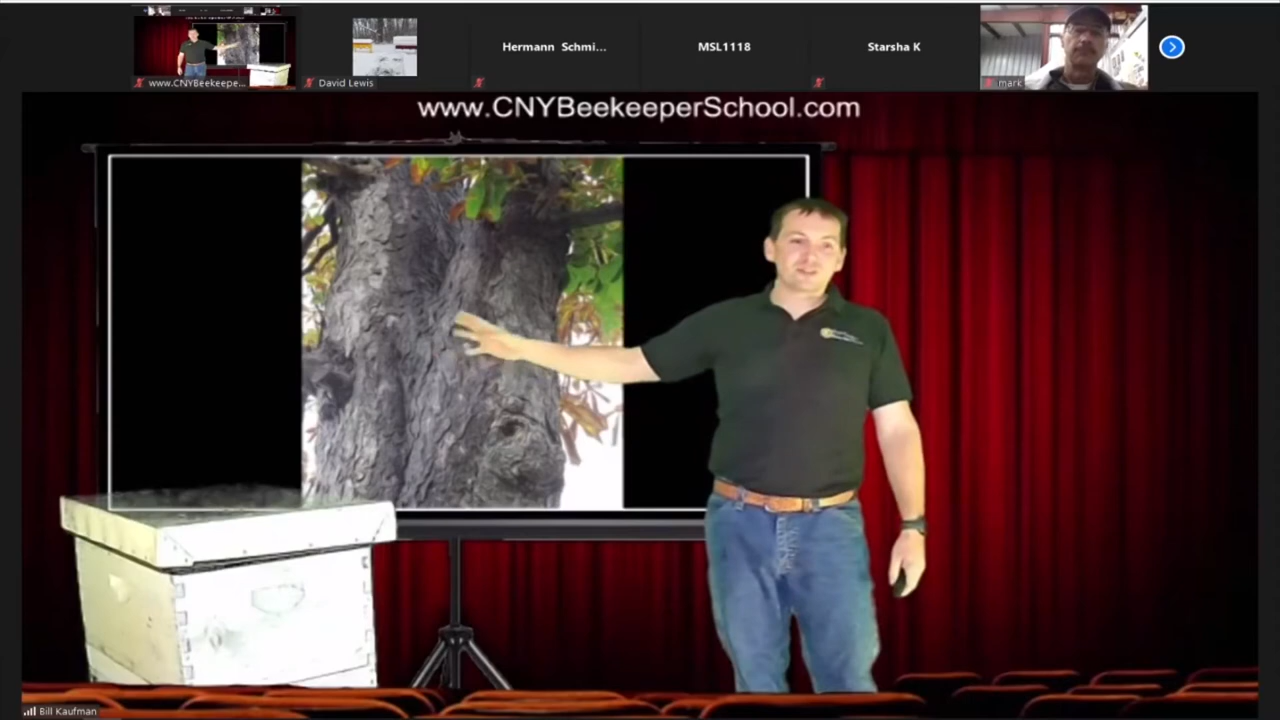 www.CNYBeekeepe...
David Lewis
Hermann Schmi...
MSL1118
Starsha K
mark
www.CNYBeekeeperSchool.com
Bill Kaufman